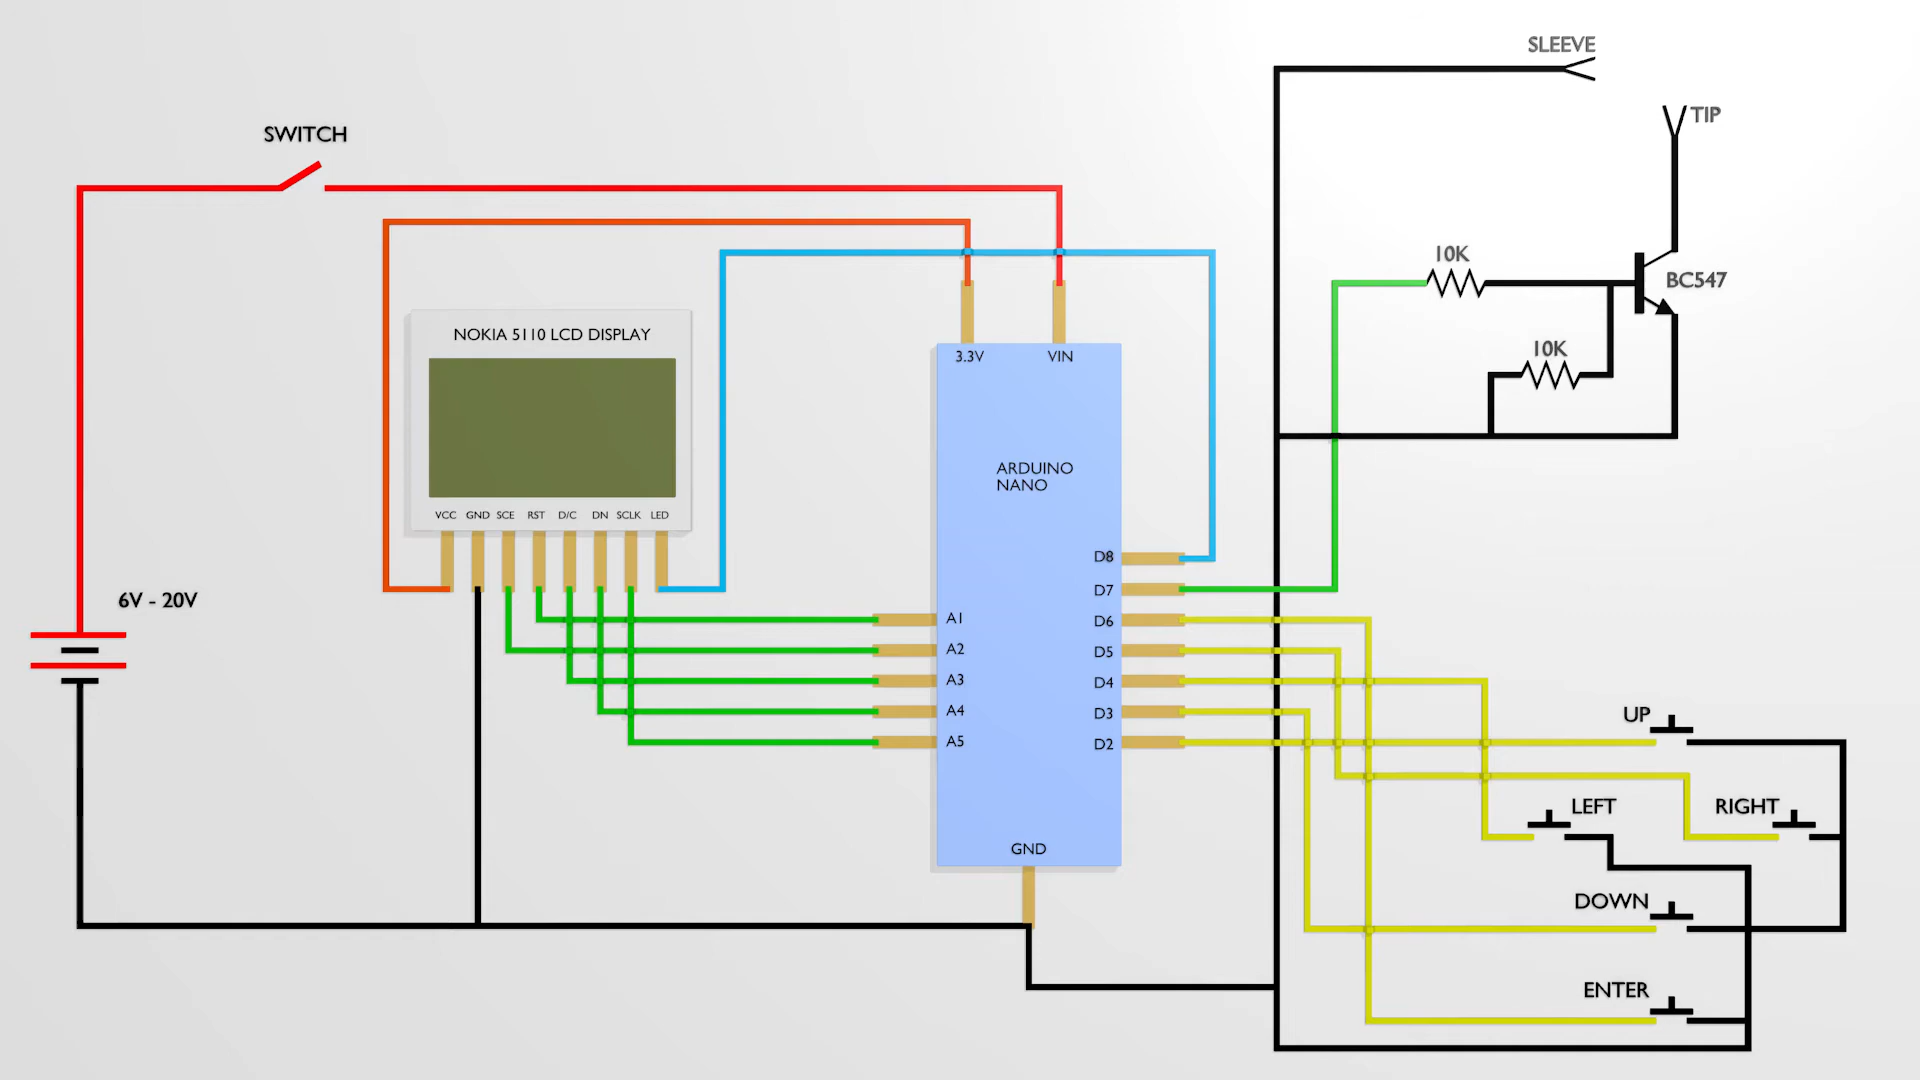 SLEEVE
TIP
SWITCH
10K
BC547
NOKIA 5110 LCD DISPLAY
3.3V VIN
10K
ARDUINO
NANO
VCC GND SCE RST D/C DN SCLK LED
D8
D7
6V - 20V
A1 D6
A2 D5
A3 D4
A4 D3
A5 D2
UP
LEFT RIGHT
GND
DOWN
ENTER